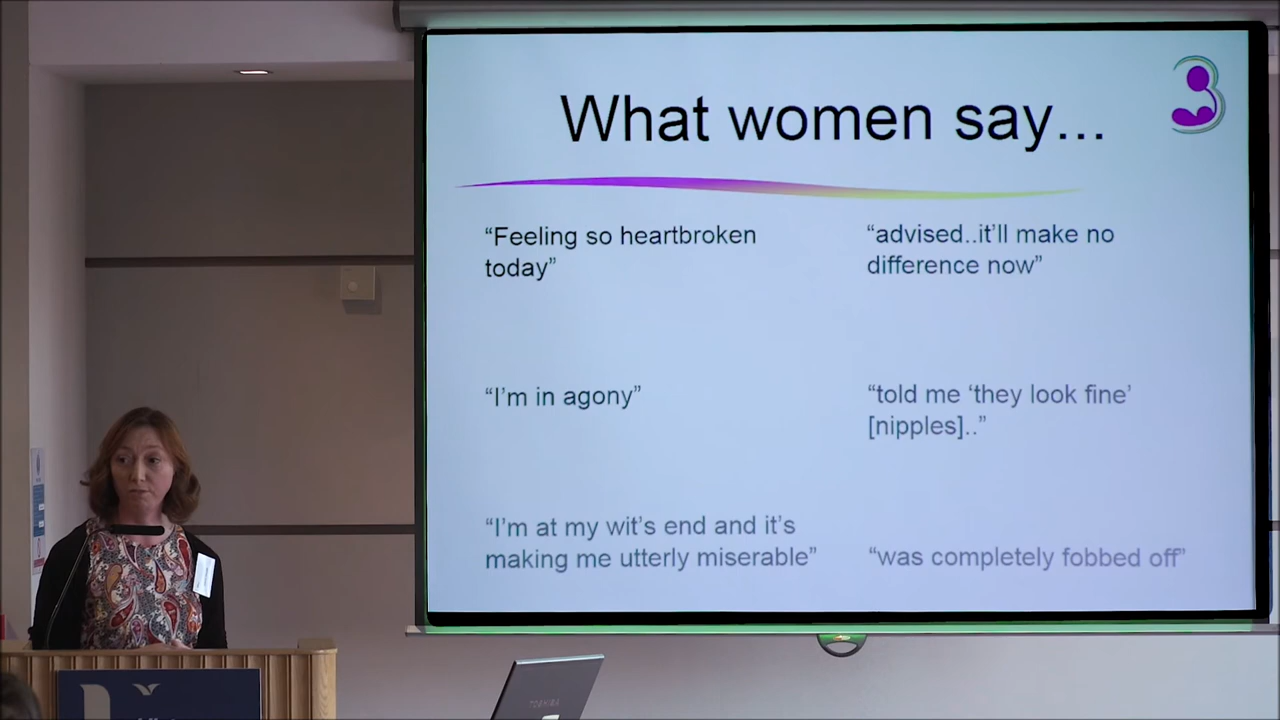 What women say...
“Feeling so heartbroken
today”
“advised..it’ll make no
difference now”
“I’m in agony”
“told me ‘they look fine’
[nipples]..”
“I’m at my wit’s end and it’s
making me utterly miserable”
“was completely fobbed off”
TOSHIBA